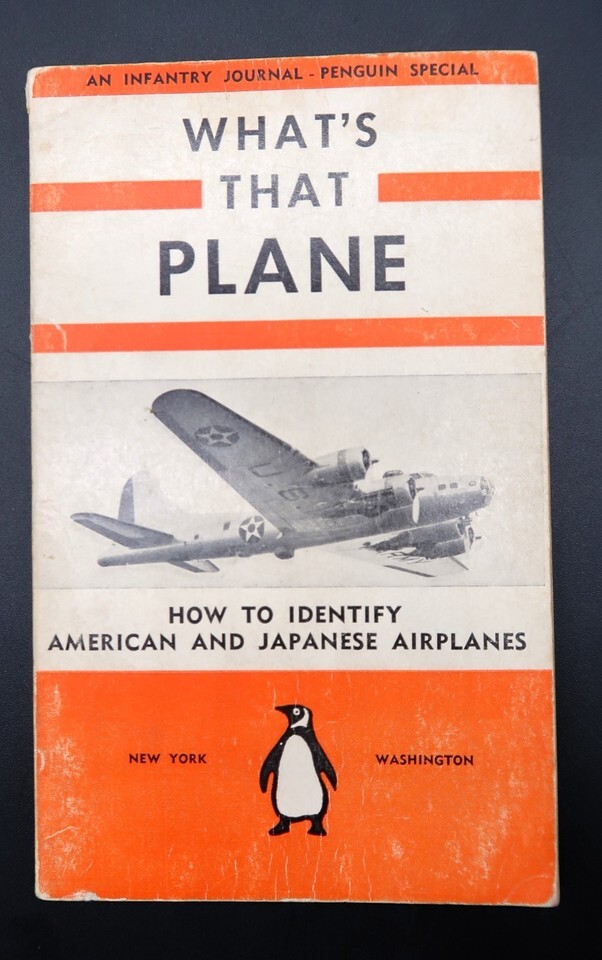 AN INFANTRY JOURNAL - PENGUIN SPECIAL
WHAT'S
THAT
PLANE
U.S
HOW TO IDENTIFY
AMERICAN AND JAPANESE AIRPLANES
NEW YORK
WASHINGTON